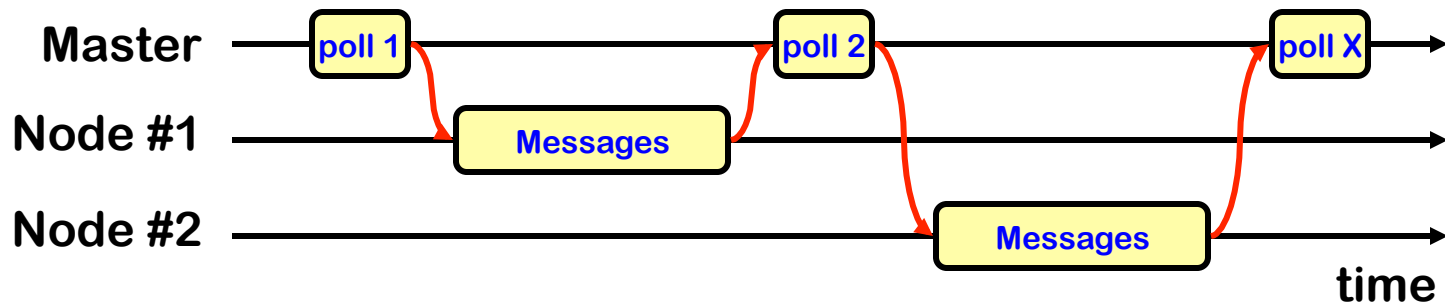 Master poll 1 poll 2 poll X
Node #1 Messages
Node #2 Messages
time